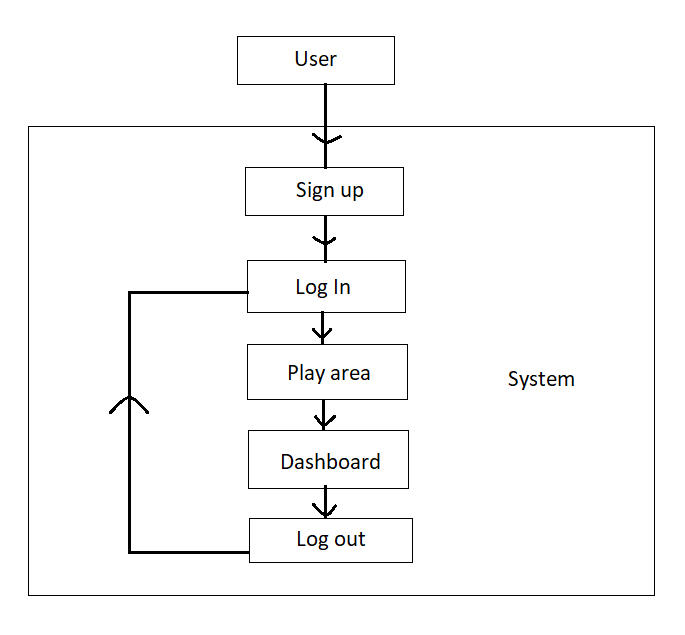 User
Sign up
Log In
Play area
System
Dashboard
Log out